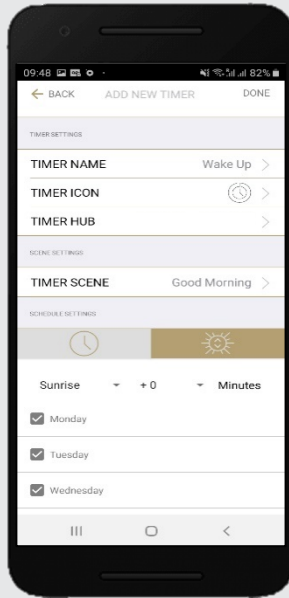 09:48 82%
← BACK ADD NEW TIMER DONE
TIMER SETTINGS
TIMER NAME Wake Up >
TIMER ICON >
TIMER HUB >
SCENE SETTINGS
TIMER SCENE Good Morning >
SCHEDULE SETTINGS
Sunrise + 0 Minutes
Monday
Tuesday
Wednesday